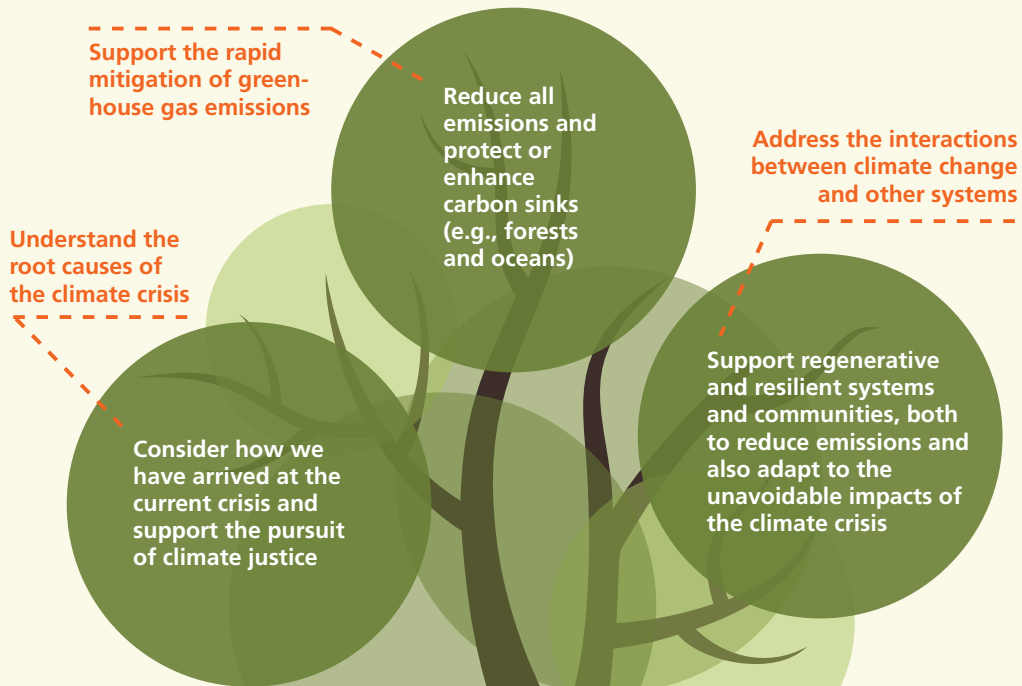 Support the rapid
mitigation of green-
house gas emissions
Reduce all
emissions and
protect or
enhance
carbon sinks
(e.g., forests
and oceans)
Address the interactions
between climate change
and other systems
Support regenerative
and resilient systems
and communities, both
to reduce emissions and
also adapt to the
unavoidable impacts of
the climate crisis
Understand the
root causes of
the climate crisis
Consider how we
have arrived at the
current crisis and
support the pursuit
of climate justice